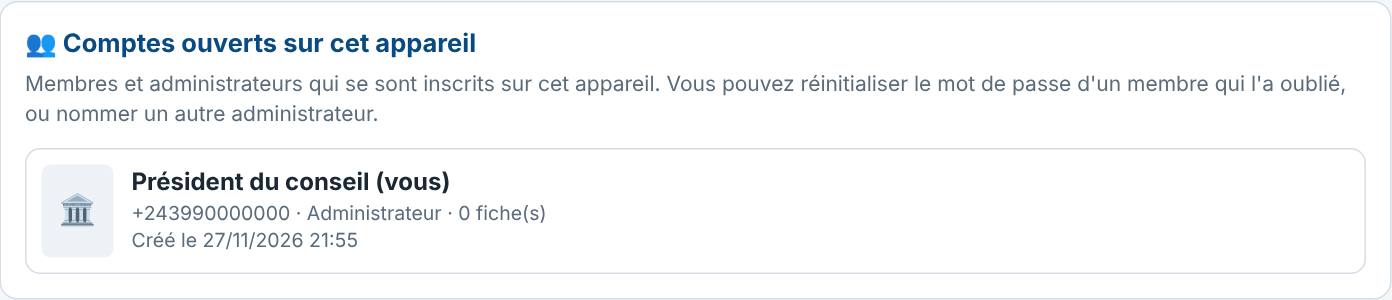 👥 Comptes ouverts sur cet appareil
Membres et administrateurs qui se sont inscrits sur cet appareil. Vous pouvez réinitialiser le mot de passe d'un membre qui l'a oublié,
ou nommer un autre administrateur.
Président du conseil (vous)
+243990000000 · Administrateur · 0 fiche(s)
Créé le 27/11/2026 21:55